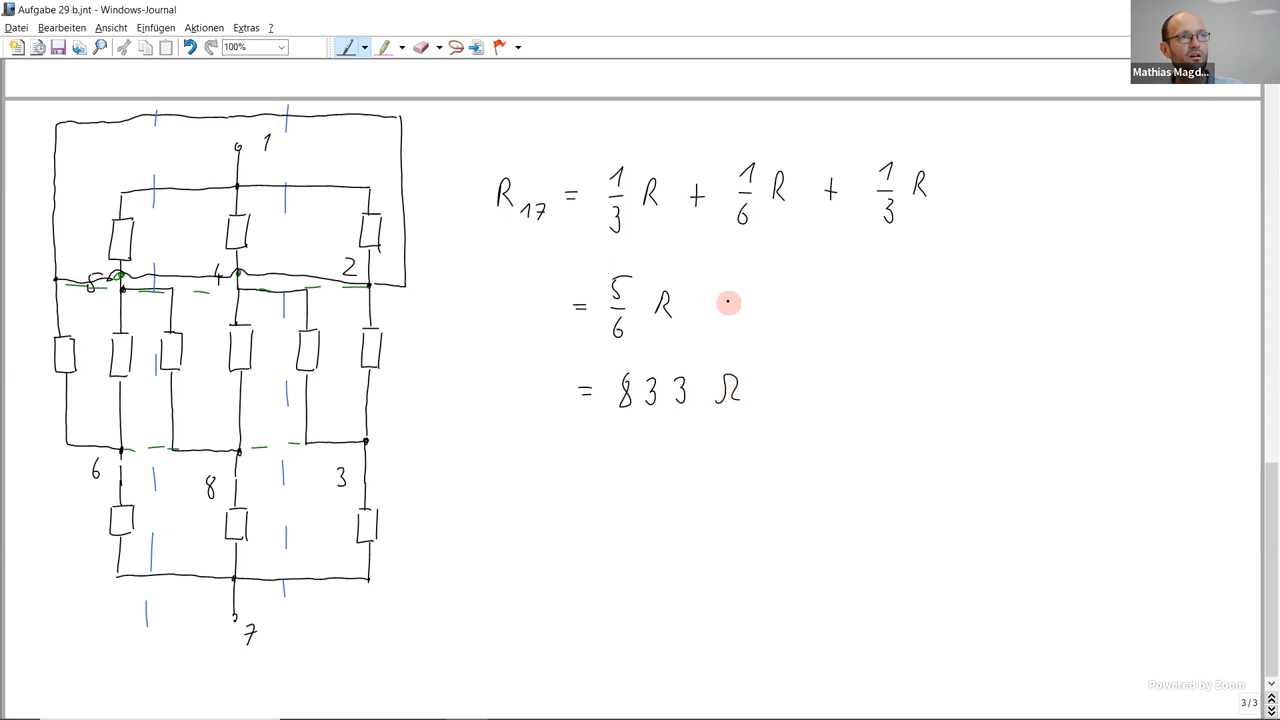 Aufgabe 29 b.jnt - Windows-Journal
Datei Bearbeiten Ansicht Einfügen Aktionen Extras ?
100%
Mathias Magd...
1
R₁₇ = 1/3 R + 1/6 R + 1/3 R
5 4 2
= 5/6 R
= 833 Ω
6 8 3
7
Powered by Zoom
3/3